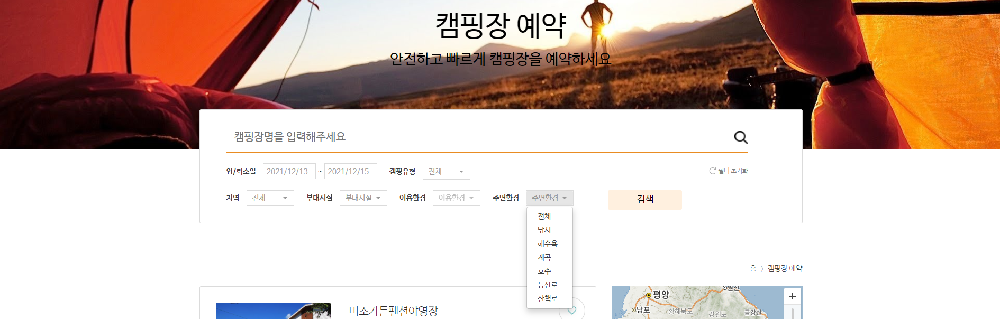 캠핑장 예약
안전하고 빠르게 캠핑장을 예약하세요
캠핑장명을 입력해주세요
입/퇴소일 2021/12/13 ~ 2021/12/15 캠핑유형 전체 필터 초기화
지역 전체 부대시설 부대시설 이용환경 이용환경 주변환경 주변환경 검색
전체
낚시
해수욕
계곡
호수
등산로
산책로
홈 > 캠핑장 예약
미소가든펜션야영장
원산
평양
남포
황해북도
강원도
금강산
+